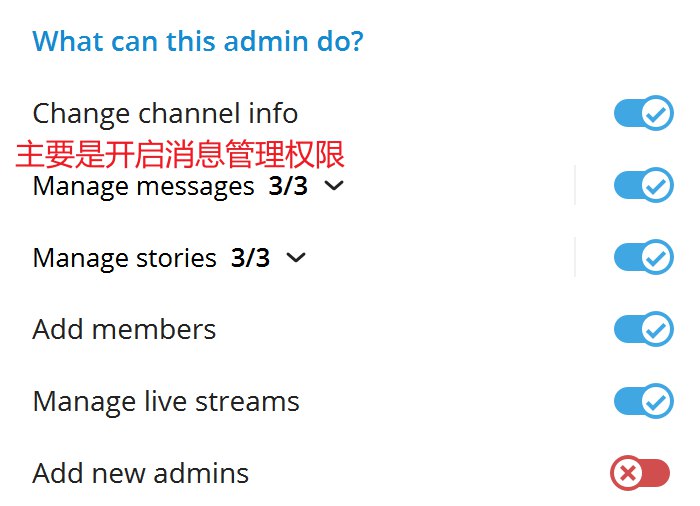 What can this admin do?
Change channel info
主要是开启消息管理权限
Manage messages 3/3
Manage stories 3/3
Add members
Manage live streams
Add new admins